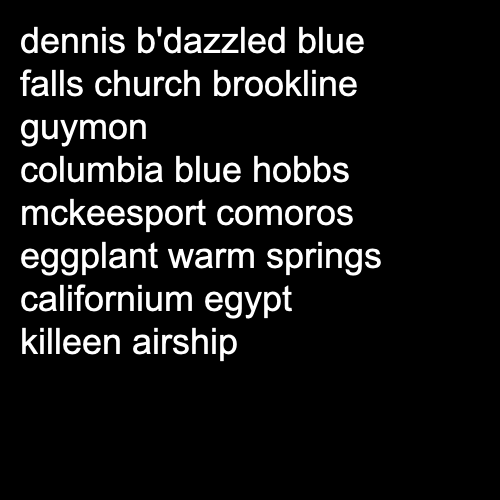 dennis b'dazzled blue
falls church brookline
guymon
columbia blue hobbs
mckeesport comoros
eggplant warm springs
californium egypt
killeen airship